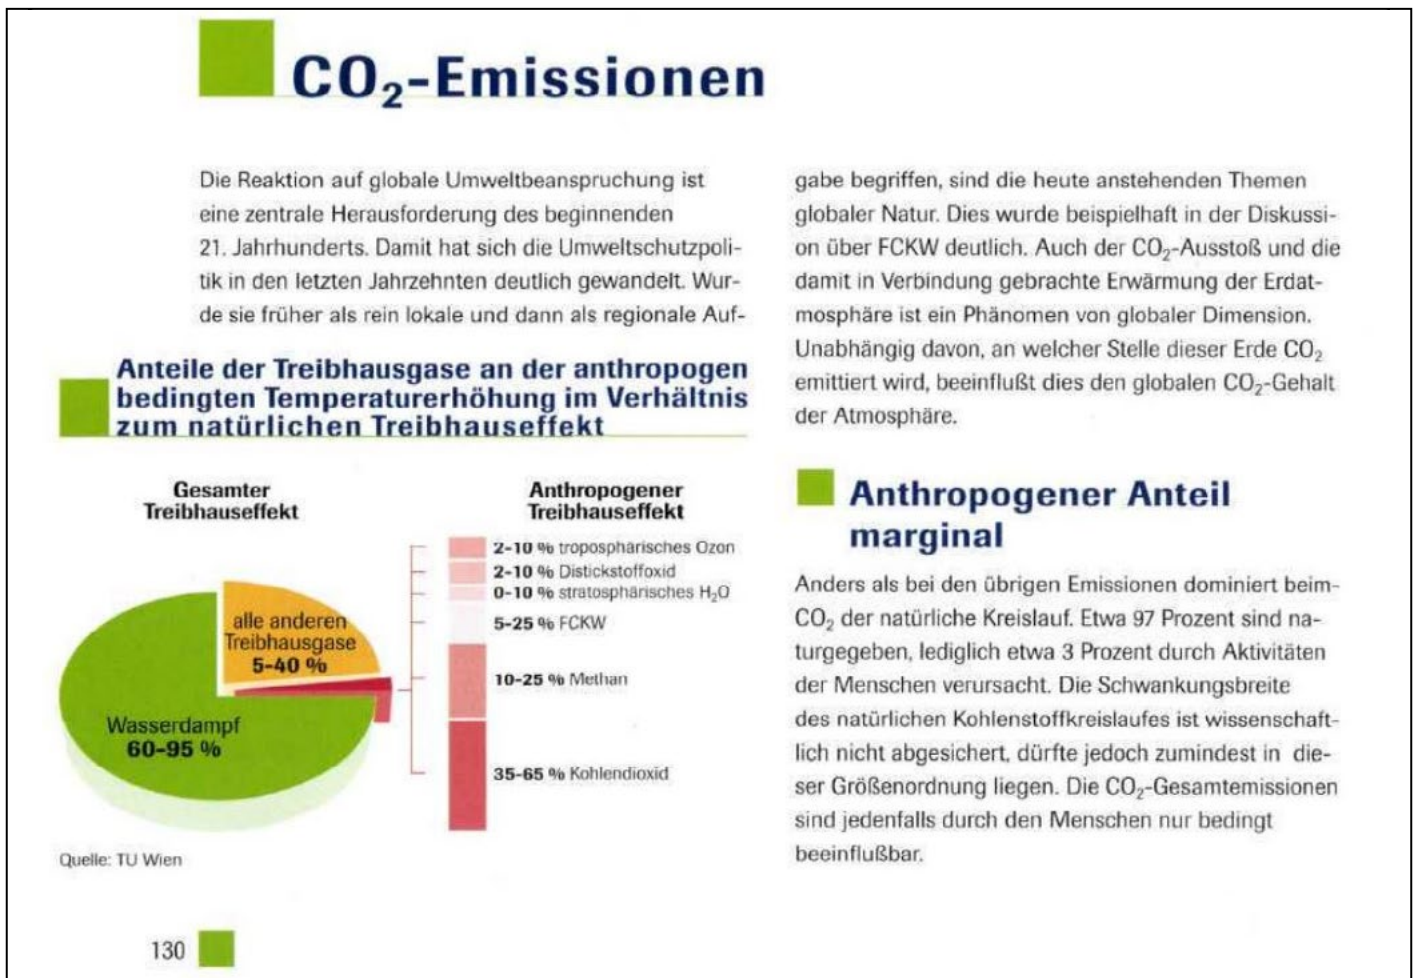 CO₂-Emissionen
Die Reaktion auf globale Umweltbeanspruchung ist
eine zentrale Herausforderung des beginnenden
21. Jahrhunderts. Damit hat sich die Umweltschutzpoli-
tik in den letzten Jahrzehnten deutlich gewandelt. Wur-
de sie früher als rein lokale und dann als regionale Auf-
gabe begriffen, sind die heute anstehenden Themen
globaler Natur. Dies wurde beispielhaft in der Diskussi-
on über FCKW deutlich. Auch der CO₂-Ausstoß und die
damit in Verbindung gebrachte Erwärmung der Erdat-
mosphäre ist ein Phänomen von globaler Dimension.
Unabhängig davon, an welcher Stelle dieser Erde CO₂
emittiert wird, beeinflußt dies den globalen CO₂-Gehalt
der Atmosphäre.
Anteile der Treibhausgase an der anthropogen
bedingten Temperaturerhöhung im Verhältnis
zum natürlichen Treibhauseffekt
Gesamter
Treibhauseffekt
alle anderen
Treibhausgase
5-40 %
Wasserdampf
60-95 %
Anthropogener
Treibhauseffekt
2-10 % troposphärisches Ozon
2-10 % Distickstoffoxid
0-10 % stratosphärisches H₂O
5-25 % FCKW
10-25 % Methan
35-65 % Kohlendioxid
Quelle: TU Wien
Anthropogener Anteil
marginal
Anders als bei den übrigen Emissionen dominiert beim-
CO₂ der natürliche Kreislauf. Etwa 97 Prozent sind na-
turgegeben, lediglich etwa 3 Prozent durch Aktivitäten
der Menschen verursacht. Die Schwankungsbreite
des natürlichen Kohlenstoffkreislaufes ist wissenschaft-
lich nicht abgesichert, dürfte jedoch zumindest in die-
ser Größenordnung liegen. Die CO₂-Gesamtemissionen
sind jedenfalls durch den Menschen nur bedingt
beeinflußbar.
130